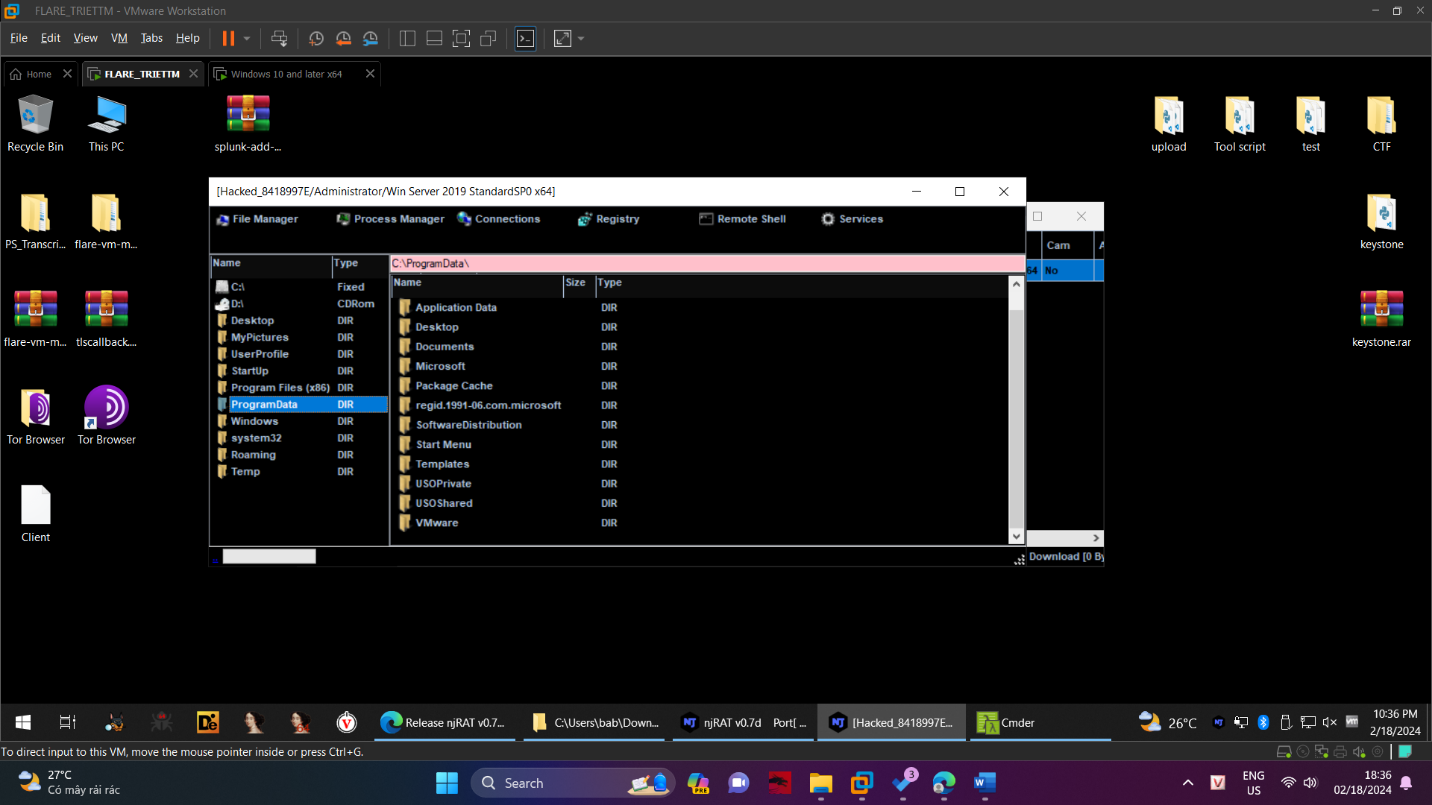 FLARE_TRIETTM - VMware Workstation
File Edit View VM Tabs Help
Home FLARE_TRIETTM Windows 10 and later x64
Recycle Bin This PC splunk-add-... upload Tool script test CTF
[Hacked_8418997E/Administrator/Win Server 2019 StandardSP0 x64]
File Manager Process Manager Connections Registry Remote Shell Services
PS_Transcri... flare-vm-m... keystone
Cam A
64 No
Name Type C:\ProgramData\
Name Size Type
C:\ Fixed
D:\ CDRom
Desktop DIR
MyPictures DIR
UserProfile DIR
StartUp DIR
Program Files (x86) DIR
ProgramData DIR
Windows DIR
system32 DIR
Roaming DIR
Temp DIR
Application Data DIR
Desktop DIR
Documents DIR
Microsoft DIR
Package Cache DIR
regid.1991-06.com.microsoft DIR
SoftwareDistribution DIR
Start Menu DIR
Templates DIR
USOPrivate DIR
USOShared DIR
VMware DIR
Download [0 By
flare-vm-m... tlscallback.... keystone.rar
Tor Browser Tor Browser
Client
De Release njRAT v0.7... C:\Users\bab\Down... NJ njRAT v0.7d Port[ ... NJ [Hacked_8418997E... Cmder 26°C NJ vm 10:36 PM
2/18/2024
To direct input to this VM, move the mouse pointer inside or press Ctrl+G.
27°C
Có mây rải rác
Search PRE 3 W V ENG
US
18:36
02/18/2024